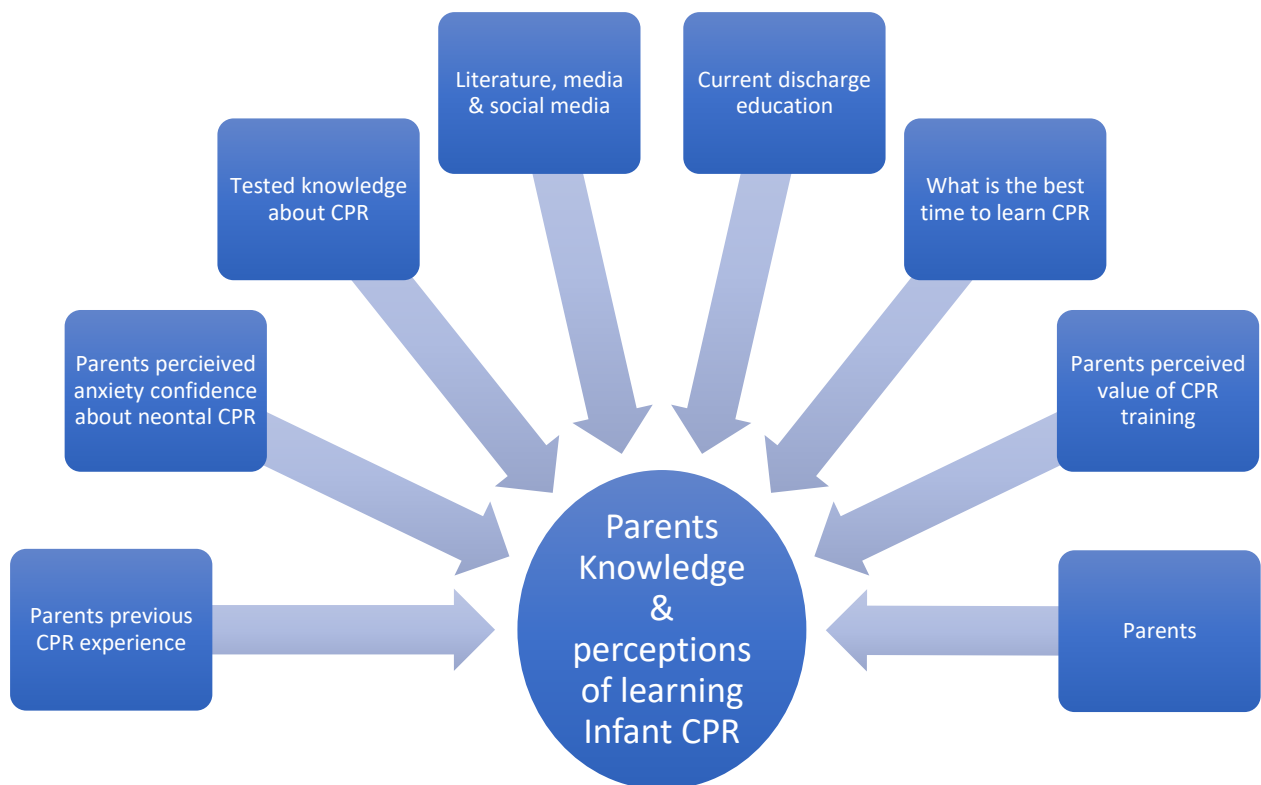 Literature, media
& social media
Current discharge
education
Tested knowledge
about CPR
What is the best
time to learn CPR
Parents percieived
anxiety confidence
about neontal CPR
Parents perceived
value of CPR
training
Parents previous
CPR experience
Parents
Knowledge
&
perceptions
of learning
Infant CPR
Parents